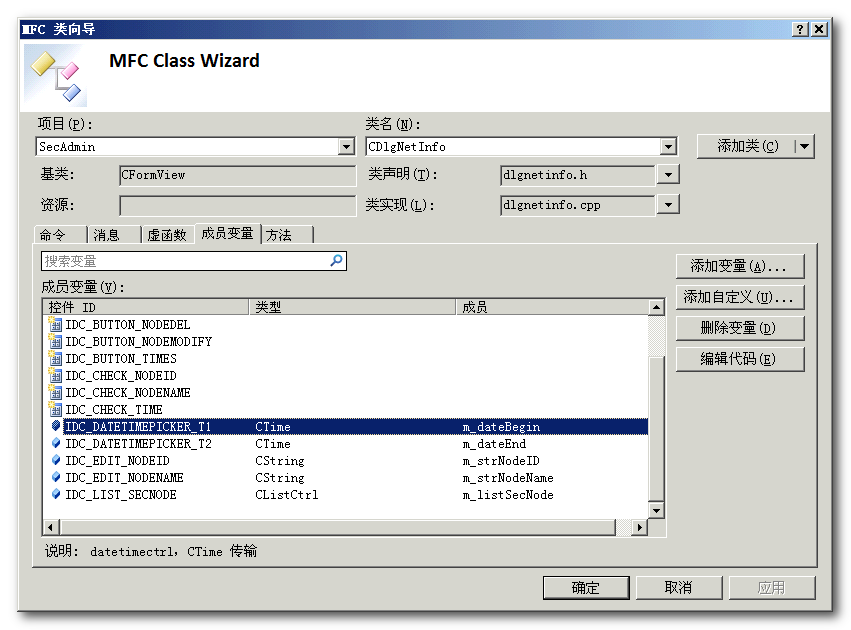 MFC 类向导
MFC Class Wizard
项目(P):
类名(N):
SecAdmin
CDlgNetInfo
添加类(C)
基类:
CFormView
类声明(T):
dlgnetinfo.h
资源:
类实现(L):
dlgnetinfo.cpp
命令 消息 虚函数 成员变量 方法
搜索变量
添加变量(A)...
成员变量(V):
添加自定义(U)...
控件 ID 类型 成员
IDC_BUTTON_NODEDEL
删除变量(D)
IDC_BUTTON_NODEMODIFY
IDC_BUTTON_TIMES
编辑代码(E)
IDC_CHECK_NODEID
IDC_CHECK_NODENAME
IDC_CHECK_TIME
IDC_DATETIMEPICKER_T1 CTime m_dateBegin
IDC_DATETIMEPICKER_T2 CTime m_dateEnd
IDC_EDIT_NODEID CString m_strNodeID
IDC_EDIT_NODENAME CString m_strNodeName
IDC_LIST_SECNODE CListCtrl m_listSecNode
说明: datetimectrl, CTime 传输
确定 取消 应用